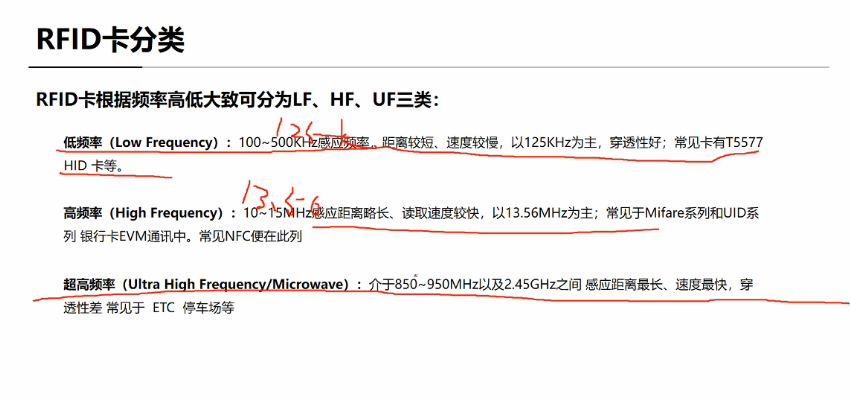 RFID卡分类
RFID卡根据频率高低大致可分为LF、HF、UF三类：
125k
低频率（Low Frequency）：100~500KHz感应频率。距离较短、速度较慢，以125KHz为主，穿透性好；常见卡有T5577
HID 卡等。
13.56
高频率（High Frequency）：10~15MHz感应距离略长、读取速度较快，以13.56MHz为主；常见于Mifare系列和UID系
列 银行卡EVM通讯中。常见NFC便在此列
超高频率（Ultra High Frequency/Microwave）：介于850~950MHz以及2.45GHz之间 感应距离最长、速度最快，穿
透性差 常见于 ETC 停车场等